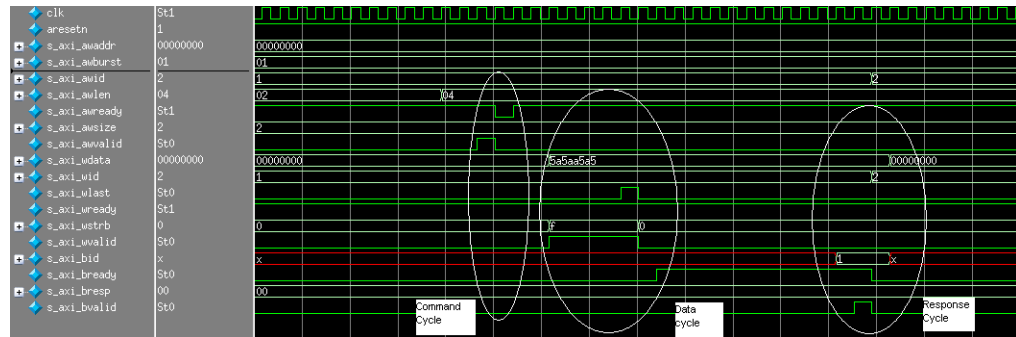 clk St1
aresetn 1
s_axi_awaddr 00000000 00000000
s_axi_awburst 01 01
s_axi_awid 2 1 2
s_axi_awlen 04 02 04
s_axi_awready St1
s_axi_awsize 2 2
s_axi_awvalid St0
s_axi_wdata 00000000 00000000 5a5aa5a5 00000000
s_axi_wid 2 1 2
s_axi_wlast St0
s_axi_wready St1
s_axi_wstrb 0 0 f 0
s_axi_wvalid St0
s_axi_bid x x 1 x
s_axi_bready St0
s_axi_bresp 00 00
s_axi_bvalid St0
Command
Cycle
Data
cycle
Response
Cycle